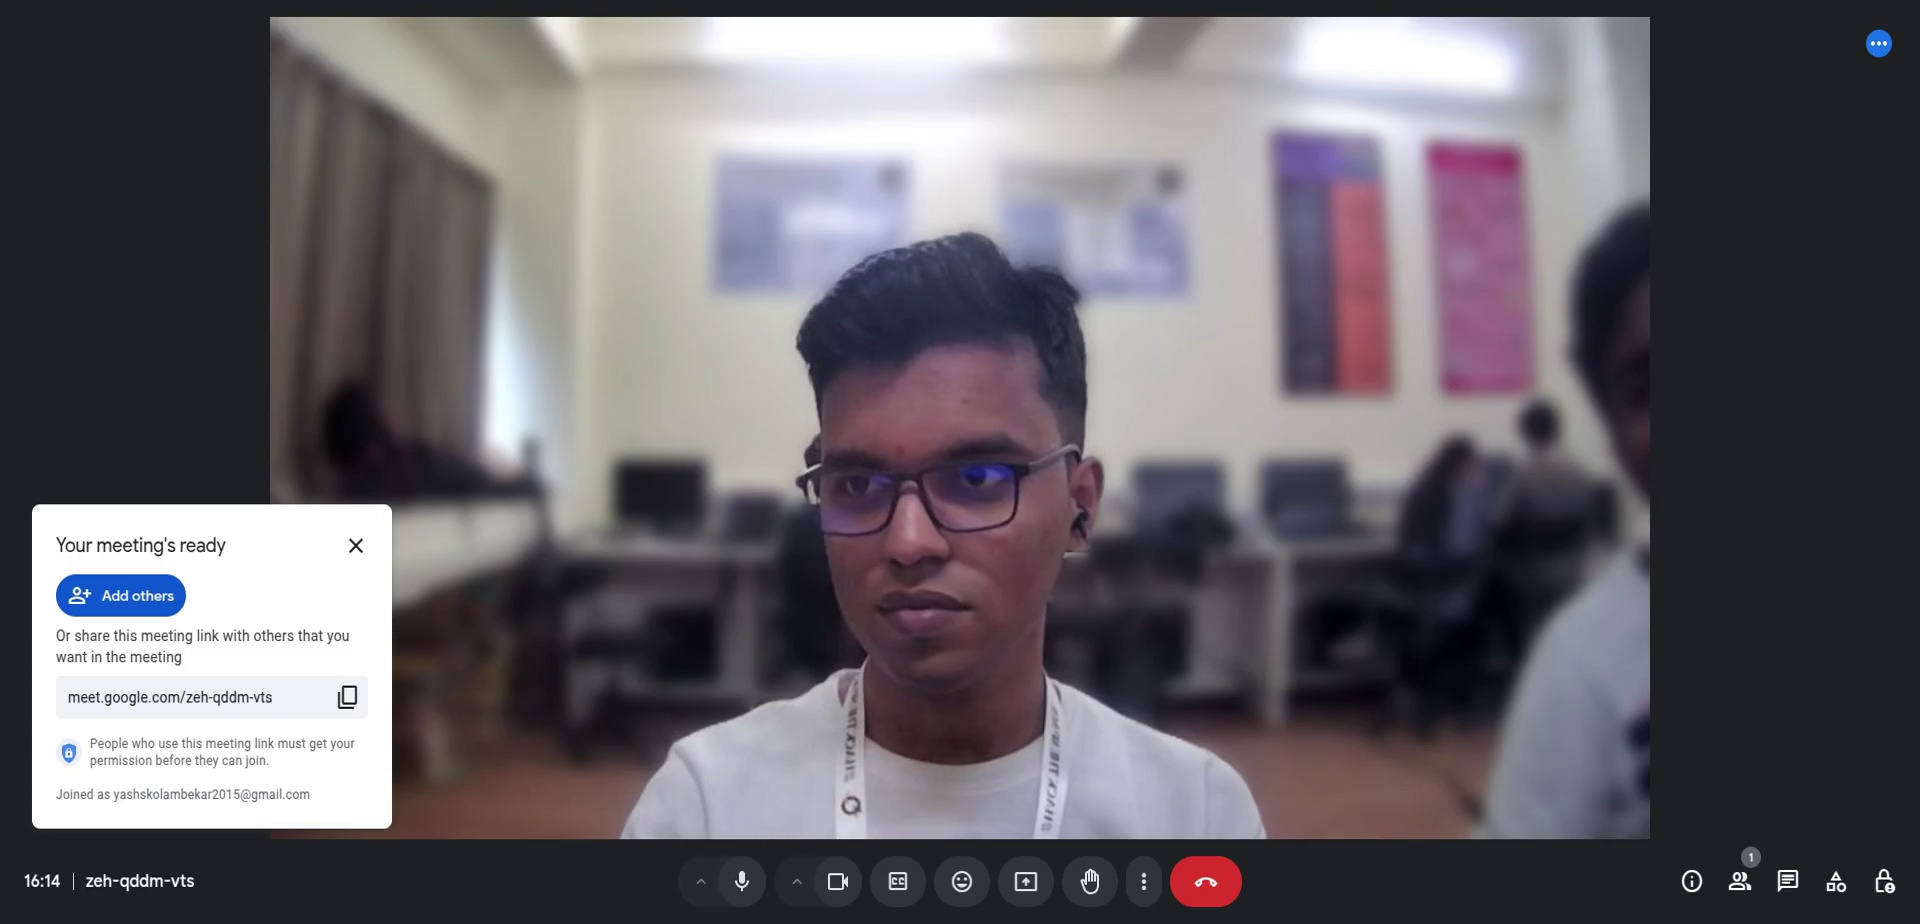 Your meeting's ready
Add others
Or share this meeting link with others that you
want in the meeting
meet.google.com/zeh-qddm-vts
People who use this meeting link must get your
permission before they can join.
Joined as yashskolambekar2015@gmail.com
16:14 | zeh-qddm-vts
CC
1